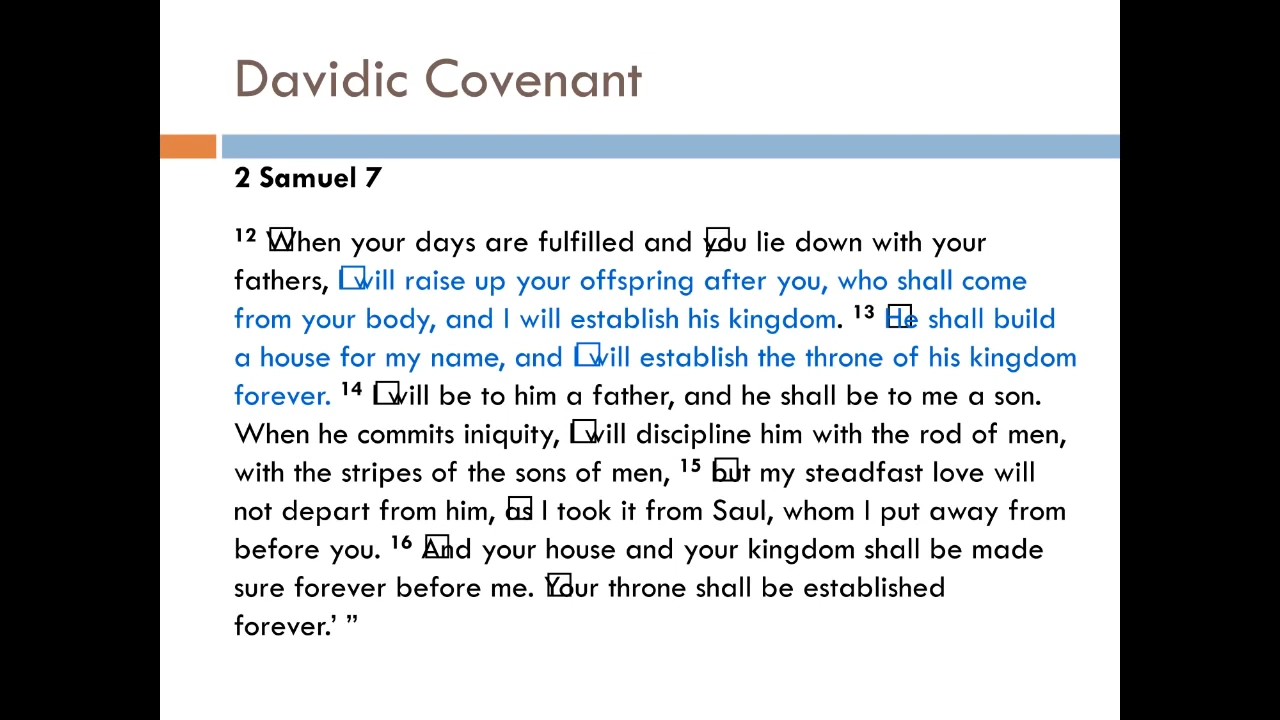 Davidic Covenant
2 Samuel 7
12 When your days are fulfilled and you lie down with your
fathers, I will raise up your offspring after you, who shall come
from your body, and I will establish his kingdom. 13 He shall build
a house for my name, and I will establish the throne of his kingdom
forever. 14 I will be to him a father, and he shall be to me a son.
When he commits iniquity, I will discipline him with the rod of men,
with the stripes of the sons of men, 15 but my steadfast love will
not depart from him, as I took it from Saul, whom I put away from
before you. 16 And your house and your kingdom shall be made
sure forever before me. Your throne shall be established
forever.’ ”